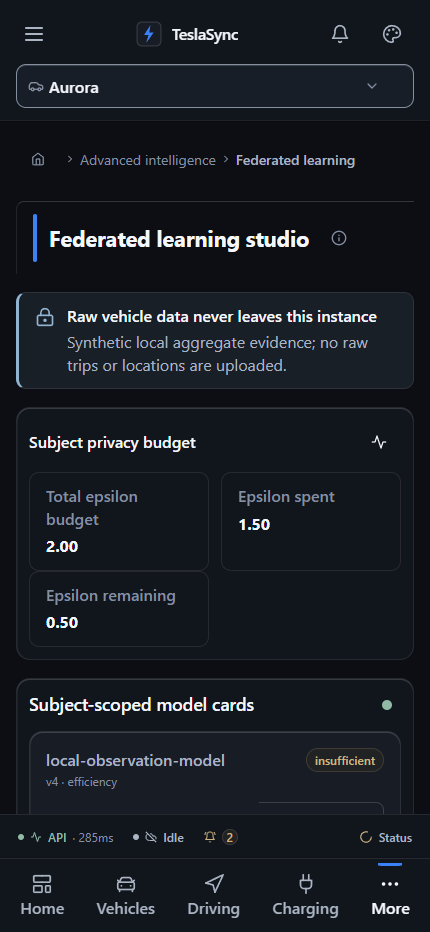 TeslaSync
Aurora
Advanced intelligence
Federated learning
Federated learning studio
Raw vehicle data never leaves this instance
Synthetic local aggregate evidence; no raw
trips or locations are uploaded.
Subject privacy budget
Total epsilon
budget
2.00
Epsilon spent
1.50
Epsilon remaining
0.50
Subject-scoped model cards
local-observation-model
insufficient
v4 · efficiency
API · 285ms
Idle
2
Status
Home
Vehicles
Driving
Charging
More